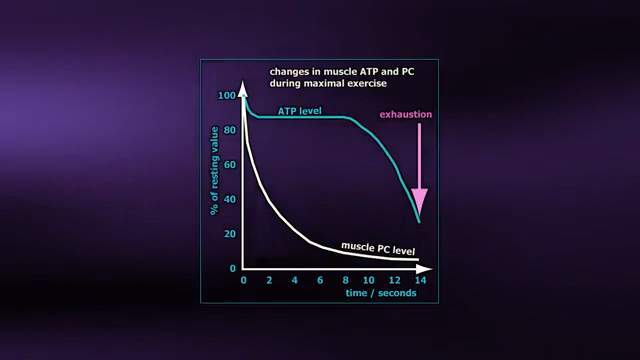 changes in muscle ATP and PC
during maximal exercise
100
ATP level
exhaustion
80
60
40
20
0
% of resting value
muscle PC level
0 2 4 6 8 10 12 14
time / seconds